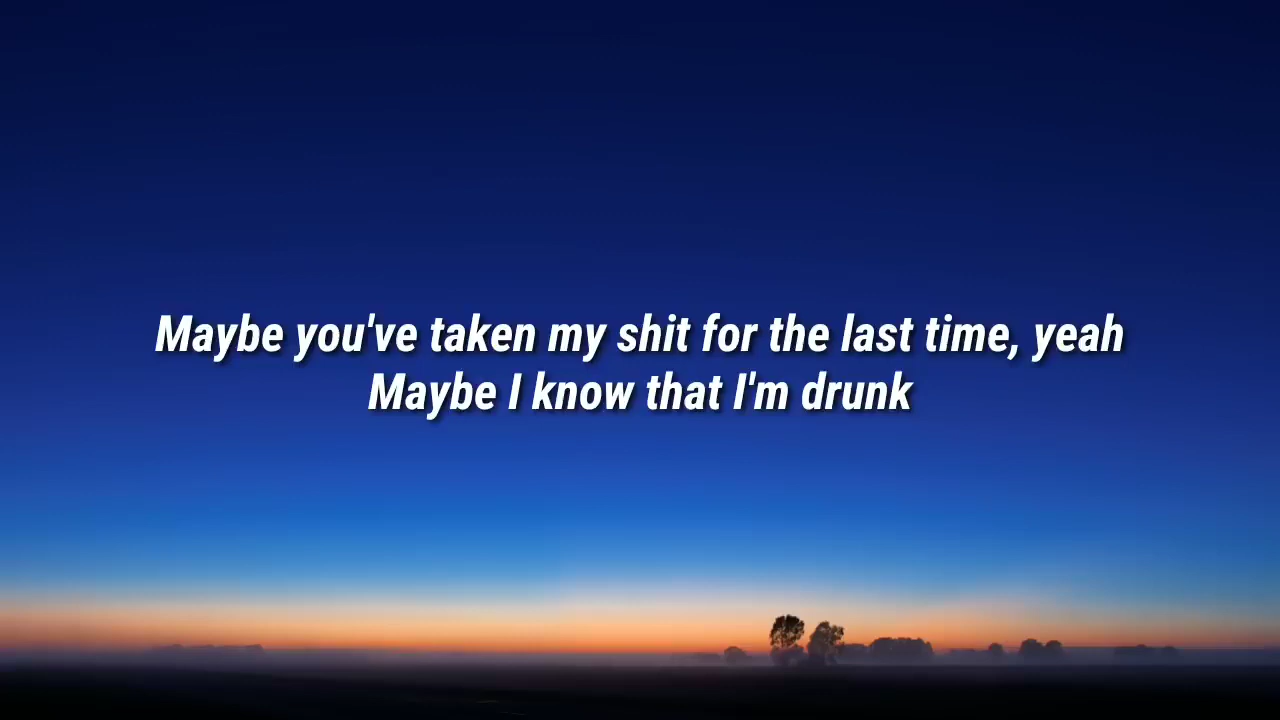 Maybe you've taken my shit for the last time, yeah
Maybe I know that I'm drunk